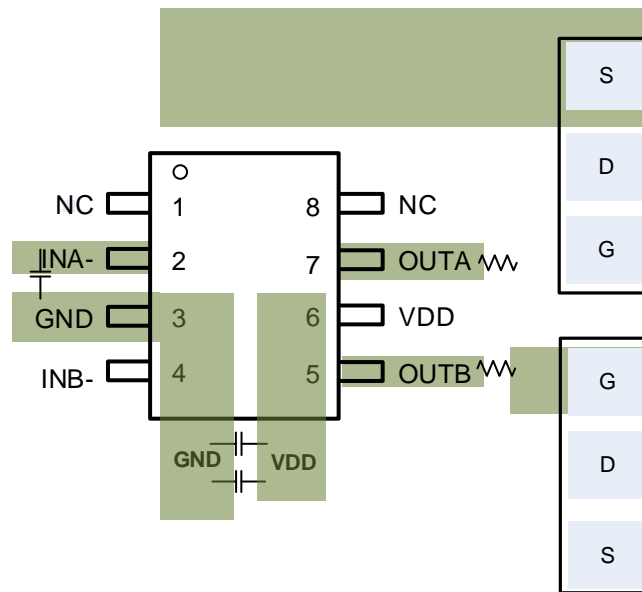 S
D
NC 1 8 NC
INA- 2 7 OUTA
G
GND 3 6 VDD
INB- 4 5 OUTB
G
GND VDD
D
S